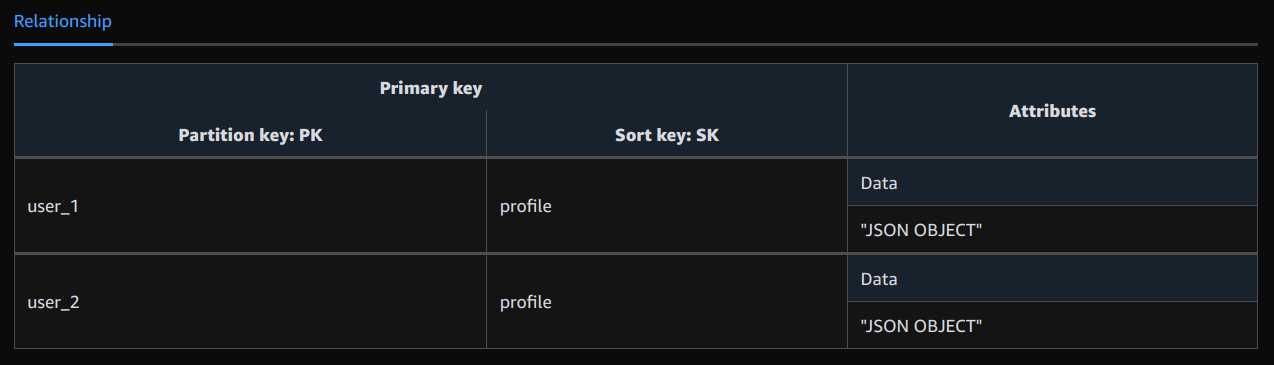 Relationship
Primary key
Attributes
Partition key: PK
Sort key: SK
user_1
profile
Data
"JSON OBJECT"
user_2
profile
Data
"JSON OBJECT"